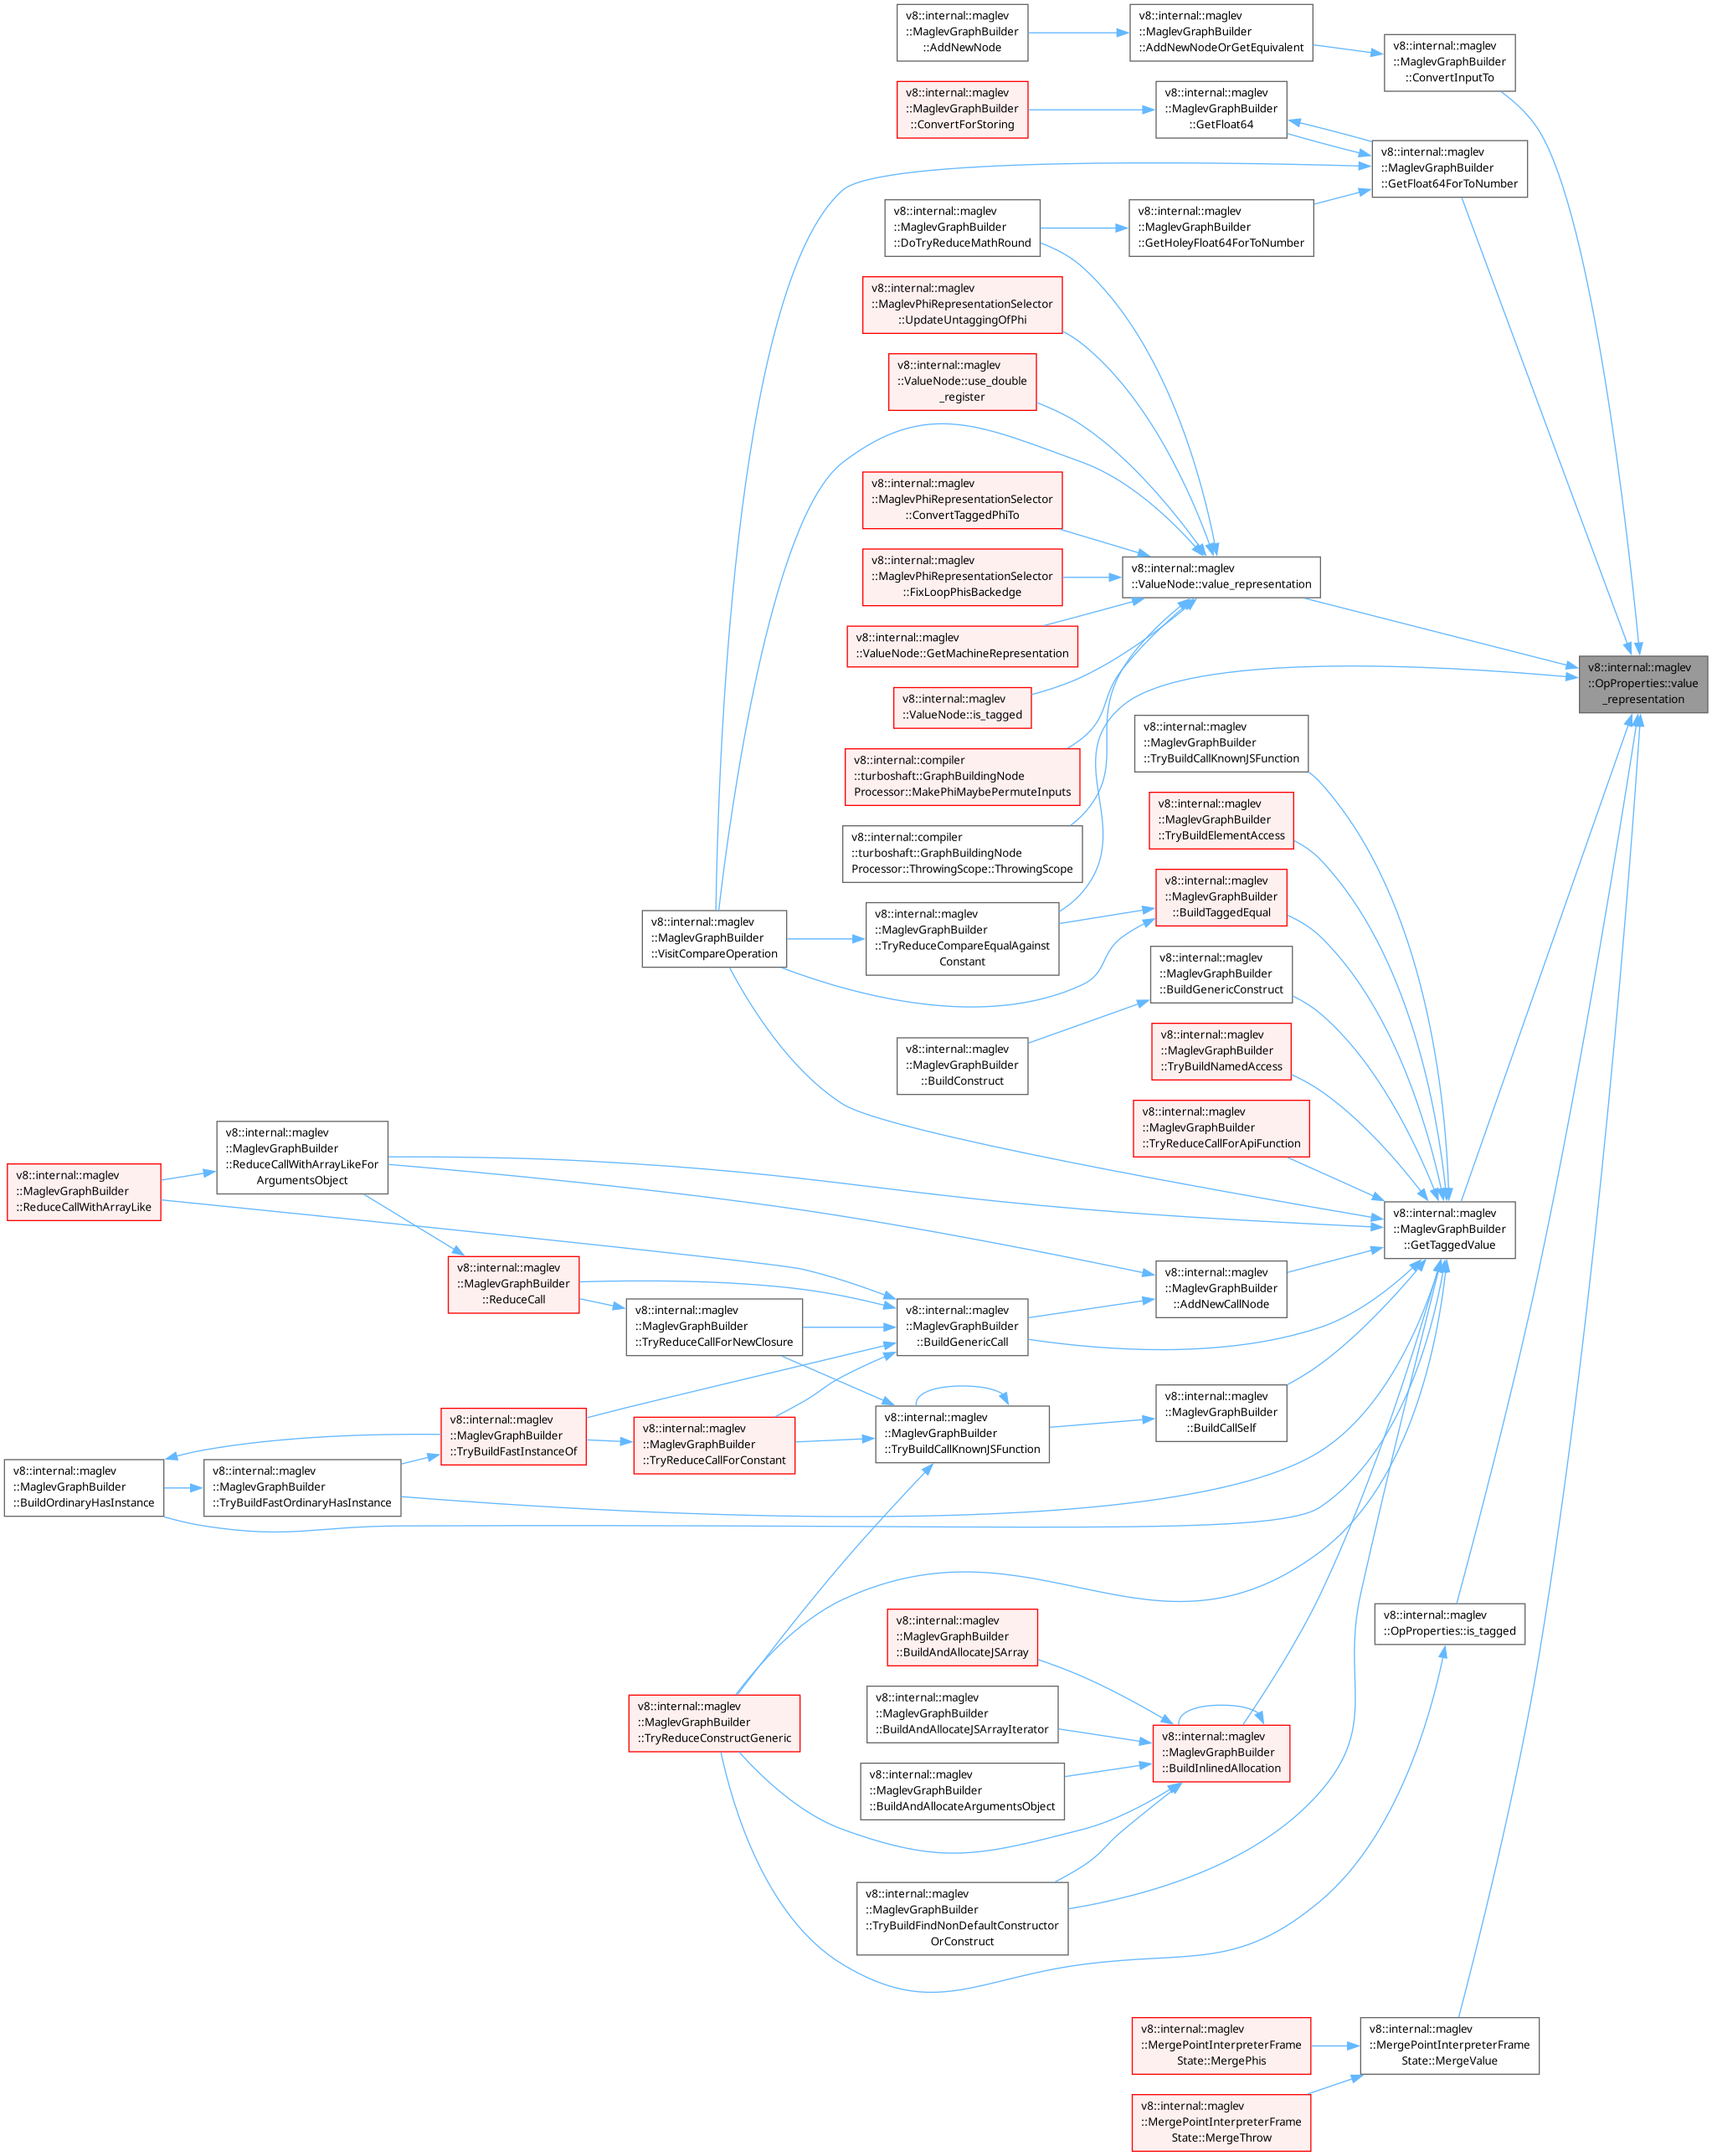 v8::internal::maglev
::MaglevGraphBuilder
::AddNewNode
v8::internal::maglev
::MaglevGraphBuilder
::AddNewNodeOrGetEquivalent
v8::internal::maglev
::MaglevGraphBuilder
::ConvertInputTo
v8::internal::maglev
::MaglevGraphBuilder
::ConvertForStoring
v8::internal::maglev
::MaglevGraphBuilder
::GetFloat64
v8::internal::maglev
::MaglevGraphBuilder
::GetFloat64ForToNumber
v8::internal::maglev
::MaglevGraphBuilder
::DoTryReduceMathRound
v8::internal::maglev
::MaglevGraphBuilder
::GetHoleyFloat64ForToNumber
v8::internal::maglev
::MaglevPhiRepresentationSelector
::UpdateUntaggingOfPhi
v8::internal::maglev
::ValueNode::use_double
_register
v8::internal::maglev
::MaglevPhiRepresentationSelector
::ConvertTaggedPhiTo
v8::internal::maglev
::MaglevPhiRepresentationSelector
::FixLoopPhisBackedge
v8::internal::maglev
::ValueNode::value_representation
v8::internal::maglev
::ValueNode::GetMachineRepresentation
v8::internal::maglev
::OpProperties::value
_representation
v8::internal::maglev
::ValueNode::is_tagged
v8::internal::maglev
::MaglevGraphBuilder
::TryBuildCallKnownJSFunction
v8::internal::compiler
::turboshaft::GraphBuildingNode
Processor::MakePhiMaybePermuteInputs
v8::internal::maglev
::MaglevGraphBuilder
::TryBuildElementAccess
v8::internal::compiler
::turboshaft::GraphBuildingNode
Processor::ThrowingScope::ThrowingScope
v8::internal::maglev
::MaglevGraphBuilder
::BuildTaggedEqual
v8::internal::maglev
::MaglevGraphBuilder
::VisitCompareOperation
v8::internal::maglev
::MaglevGraphBuilder
::TryReduceCompareEqualAgainst
Constant
v8::internal::maglev
::MaglevGraphBuilder
::BuildGenericConstruct
v8::internal::maglev
::MaglevGraphBuilder
::BuildConstruct
v8::internal::maglev
::MaglevGraphBuilder
::TryBuildNamedAccess
v8::internal::maglev
::MaglevGraphBuilder
::TryReduceCallForApiFunction
v8::internal::maglev
::MaglevGraphBuilder
::ReduceCallWithArrayLikeFor
ArgumentsObject
v8::internal::maglev
::MaglevGraphBuilder
::ReduceCallWithArrayLike
v8::internal::maglev
::MaglevGraphBuilder
::GetTaggedValue
v8::internal::maglev
::MaglevGraphBuilder
::ReduceCall
v8::internal::maglev
::MaglevGraphBuilder
::AddNewCallNode
v8::internal::maglev
::MaglevGraphBuilder
::TryReduceCallForNewClosure
v8::internal::maglev
::MaglevGraphBuilder
::BuildGenericCall
v8::internal::maglev
::MaglevGraphBuilder
::BuildCallSelf
v8::internal::maglev
::MaglevGraphBuilder
::TryBuildFastInstanceOf
v8::internal::maglev
::MaglevGraphBuilder
::TryReduceCallForConstant
v8::internal::maglev
::MaglevGraphBuilder
::TryBuildCallKnownJSFunction
v8::internal::maglev
::MaglevGraphBuilder
::BuildOrdinaryHasInstance
v8::internal::maglev
::MaglevGraphBuilder
::TryBuildFastOrdinaryHasInstance
v8::internal::maglev
::OpProperties::is_tagged
v8::internal::maglev
::MaglevGraphBuilder
::BuildAndAllocateJSArray
v8::internal::maglev
::MaglevGraphBuilder
::TryReduceConstructGeneric
v8::internal::maglev
::MaglevGraphBuilder
::BuildAndAllocateJSArrayIterator
v8::internal::maglev
::MaglevGraphBuilder
::BuildInlinedAllocation
v8::internal::maglev
::MaglevGraphBuilder
::BuildAndAllocateArgumentsObject
v8::internal::maglev
::MaglevGraphBuilder
::TryBuildFindNonDefaultConstructor
OrConstruct
v8::internal::maglev
::MergePointInterpreterFrame
State::MergePhis
v8::internal::maglev
::MergePointInterpreterFrame
State::MergeValue
v8::internal::maglev
::MergePointInterpreterFrame
State::MergeThrow